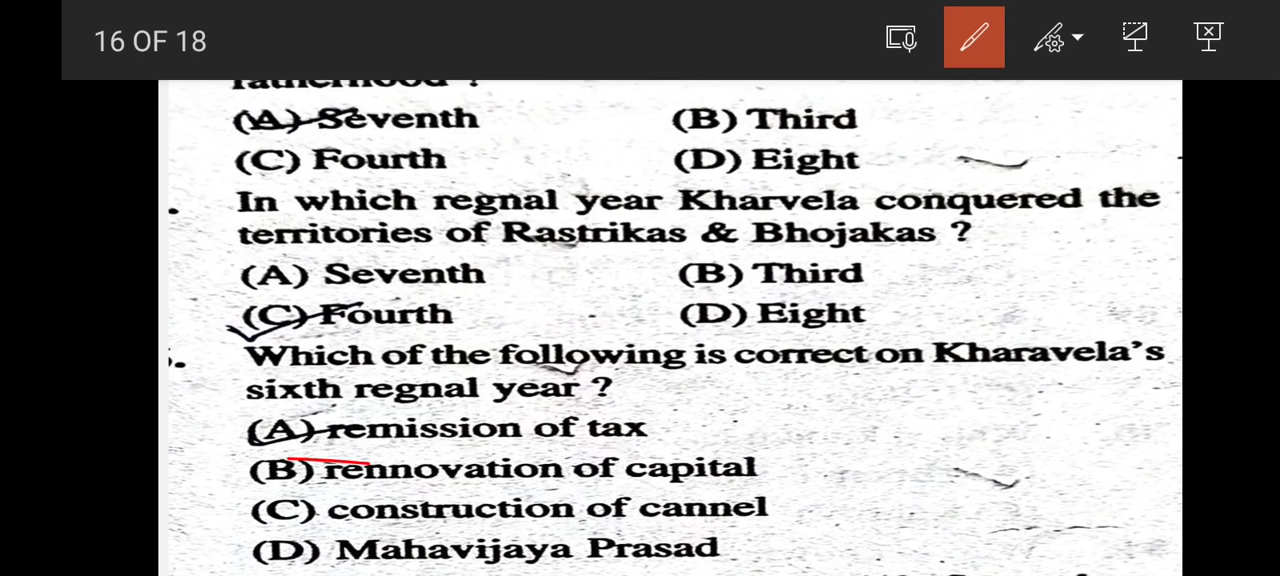 16 OF 18
fatherhood ?
(A) Seventh (B) Third
(C) Fourth (D) Eight
. In which regnal year Kharvela conquered the
territories of Rastrikas & Bhojakas ?
(A) Seventh (B) Third
(C) Fourth (D) Eight
. Which of the following is correct on Kharavela's
sixth regnal year ?
(A) remission of tax
(B) rennovation of capital
(C) construction of cannel
(D) Mahavijaya Prasad